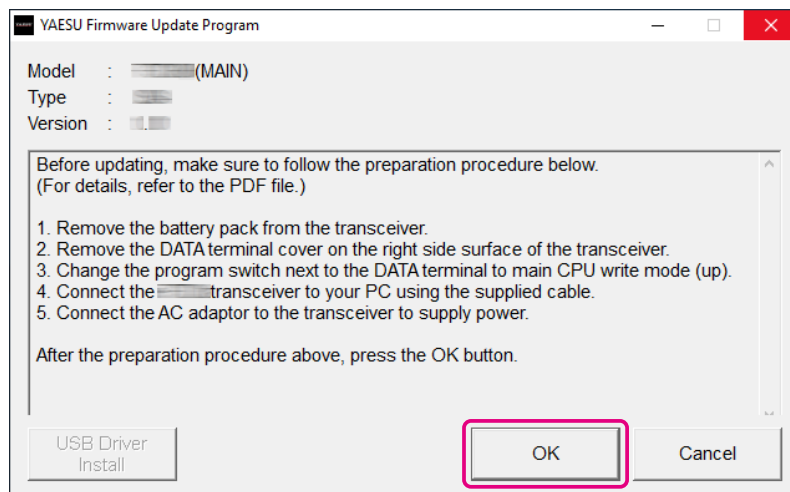 YAESU Firmware Update Program
Model : (MAIN)
Type :
Version :
Before updating, make sure to follow the preparation procedure below.
(For details, refer to the PDF file.)
1. Remove the battery pack from the transceiver.
2. Remove the DATA terminal cover on the right side surface of the transceiver.
3. Change the program switch next to the DATA terminal to main CPU write mode (up).
4. Connect the transceiver to your PC using the supplied cable.
5. Connect the AC adaptor to the transceiver to supply power.
After the preparation procedure above, press the OK button.
USB Driver
Install
OK
Cancel